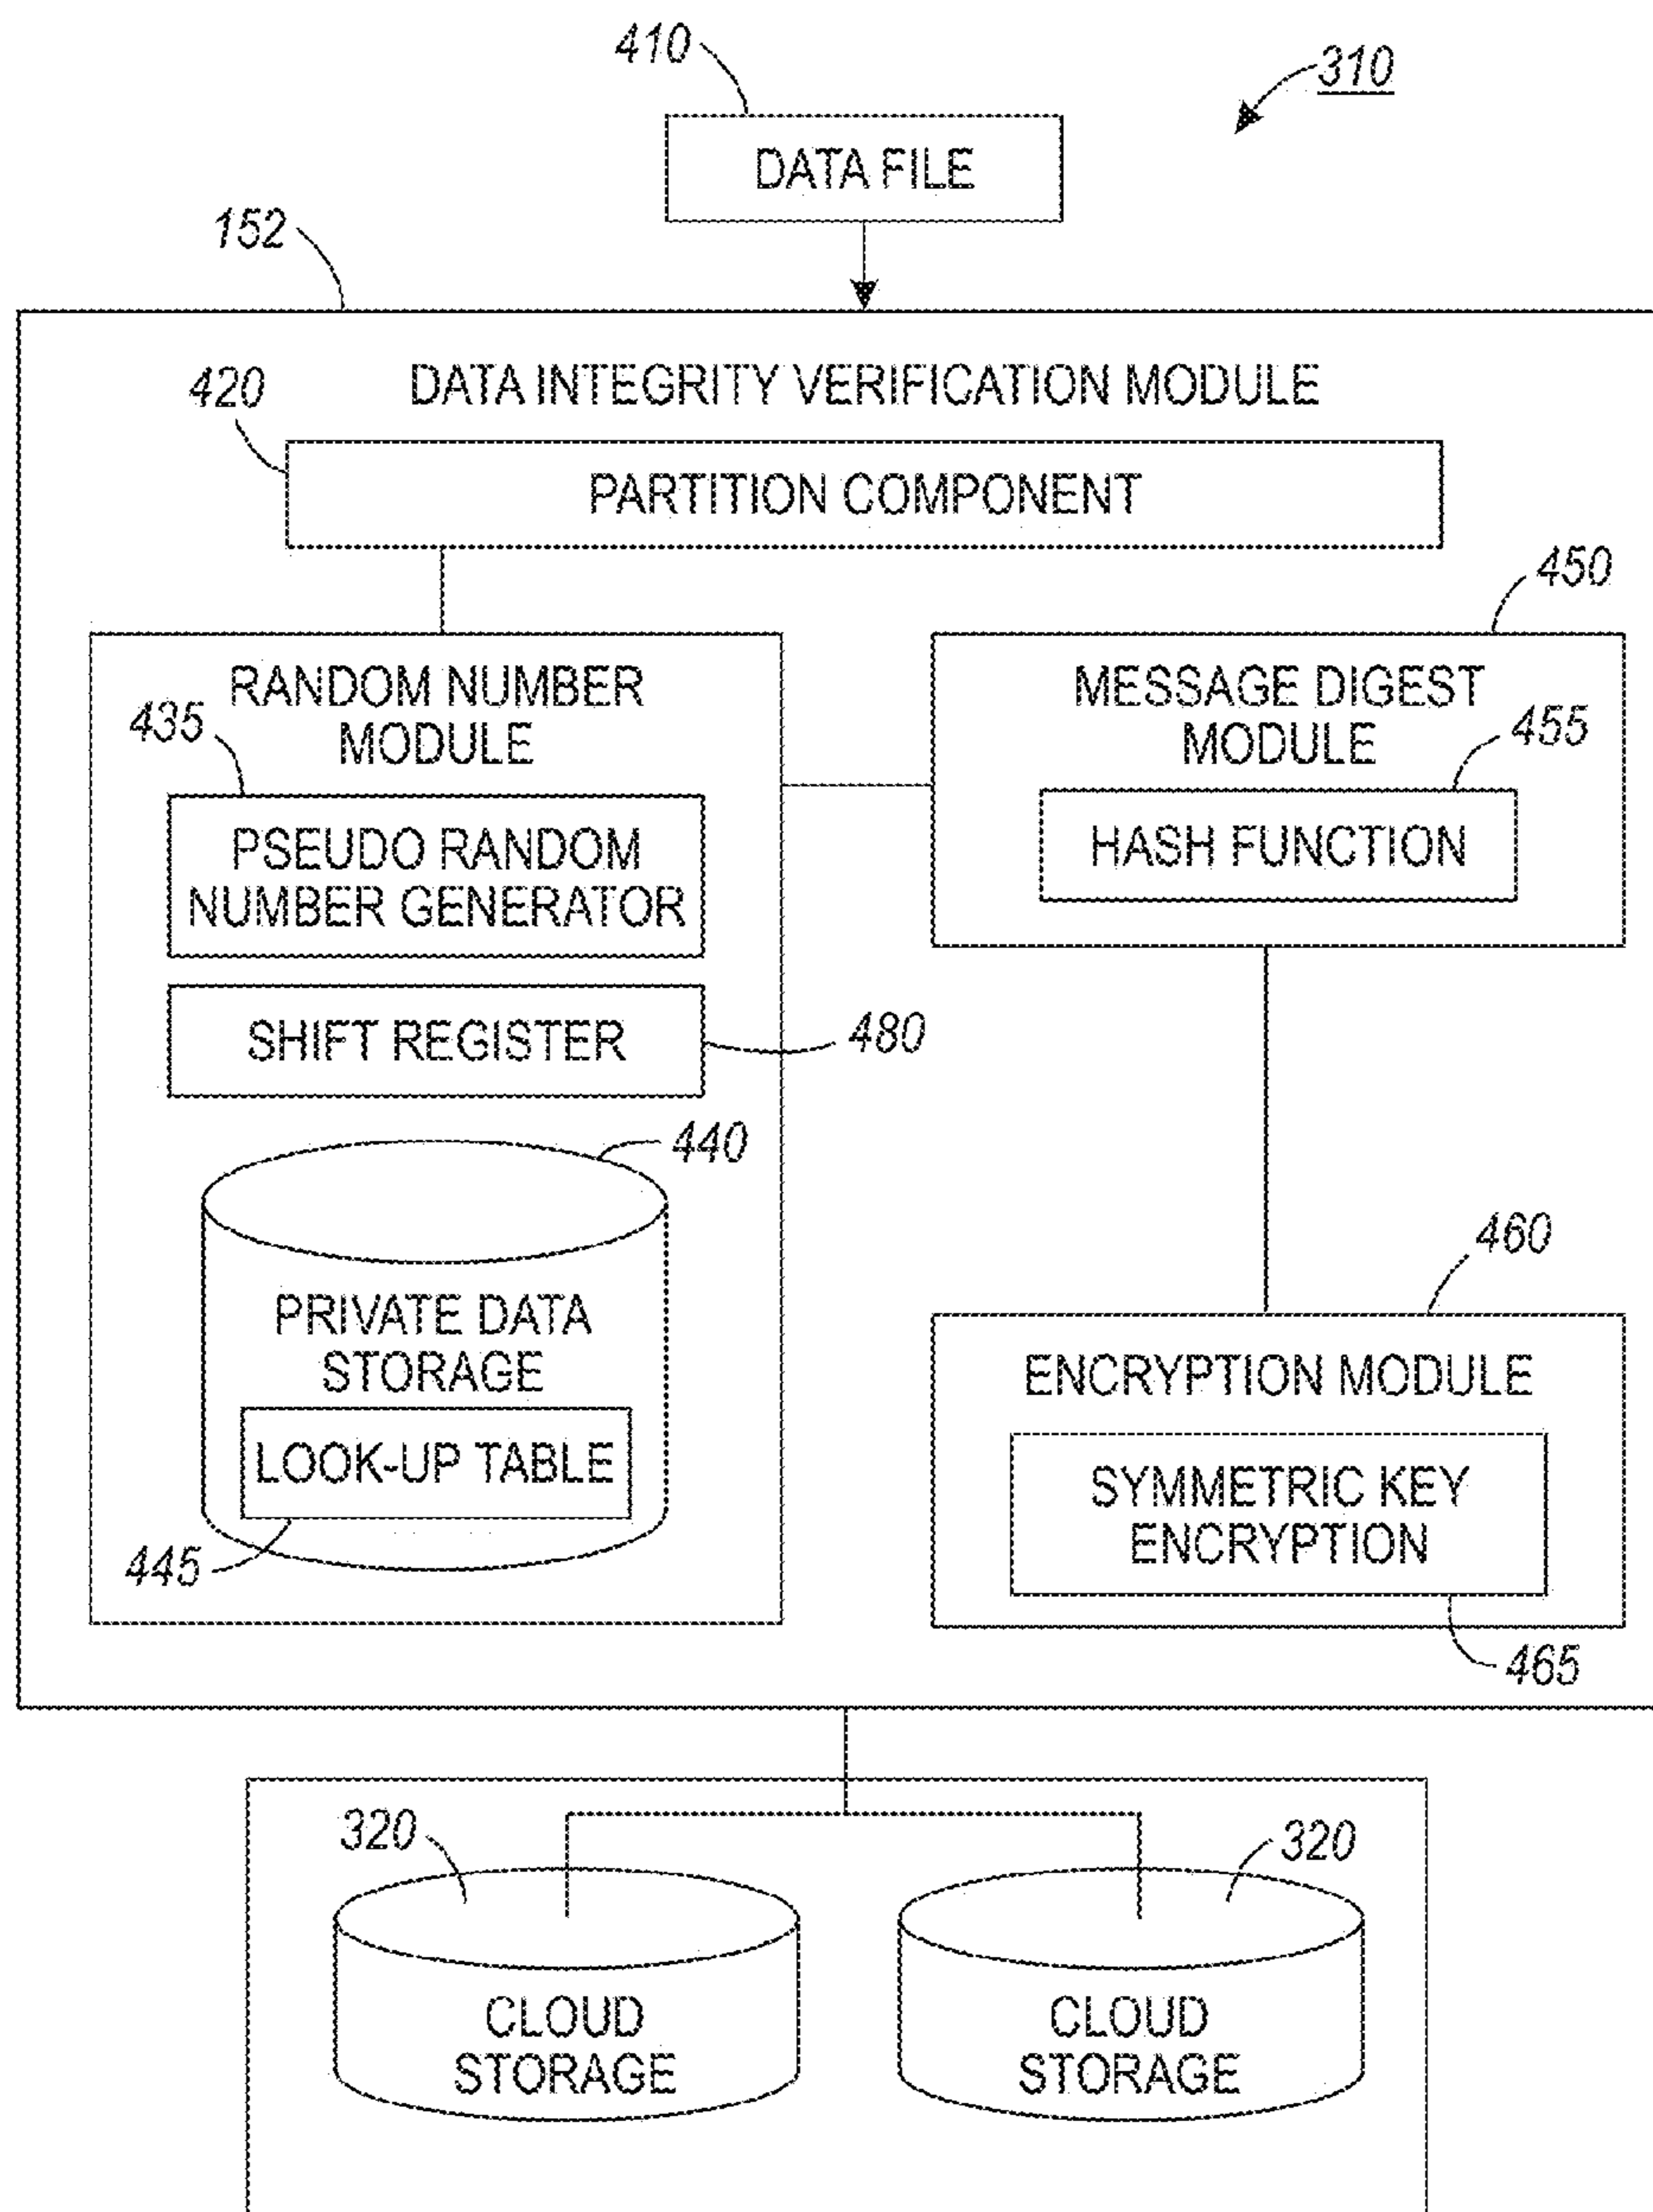 410
310
DATA FILE
152
DATA INTEGRITY VERIFICATION MODULE
420
PARTITION COMPONENT
450
RANDOM NUMBER
MODULE
435
PSEUDO RANDOM
NUMBER GENERATOR
SHIFT REGISTER
480
440
PRIVATE DATA
STORAGE
LOOK-UP TABLE
445
MESSAGE DIGEST
MODULE
455
HASH FUNCTION
460
ENCRYPTION MODULE
SYMMETRIC KEY
ENCRYPTION
465
320
CLOUD
STORAGE
320
CLOUD
STORAGE